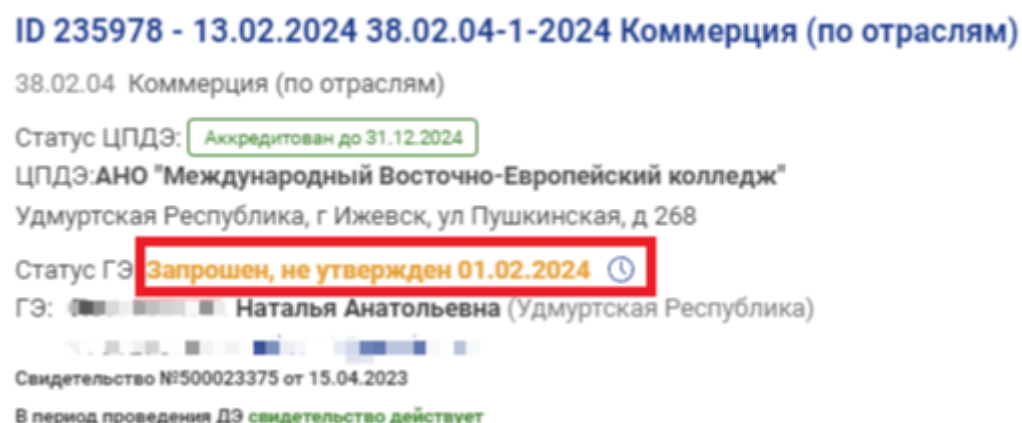 ID 235978 - 13.02.2024 38.02.04-1-2024 Коммерция (по отраслям)
38.02.04 Коммерция (по отраслям)
Статус ЦПДЭ: Аккредитован до 31.12.2024
ЦПДЭ:АНО "Международный Восточно-Европейский колледж"
Удмуртская Республика, г Ижевск, ул Пушкинская, д 268
Статус ГЭ Запрошен, не утвержден 01.02.2024
ГЭ: Наталья Анатольевна (Удмуртская Республика)
Свидетельство №500023375 от 15.04.2023
В период проведения ДЭ свидетельство действует